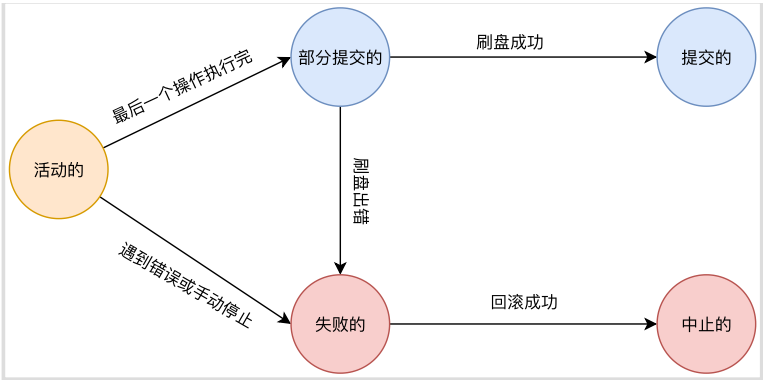 部分提交的
刷盘成功
提交的
最后一个操作执行完
活动的
刷盘出错
遇到错误或手动停止
失败的
回滚成功
中止的